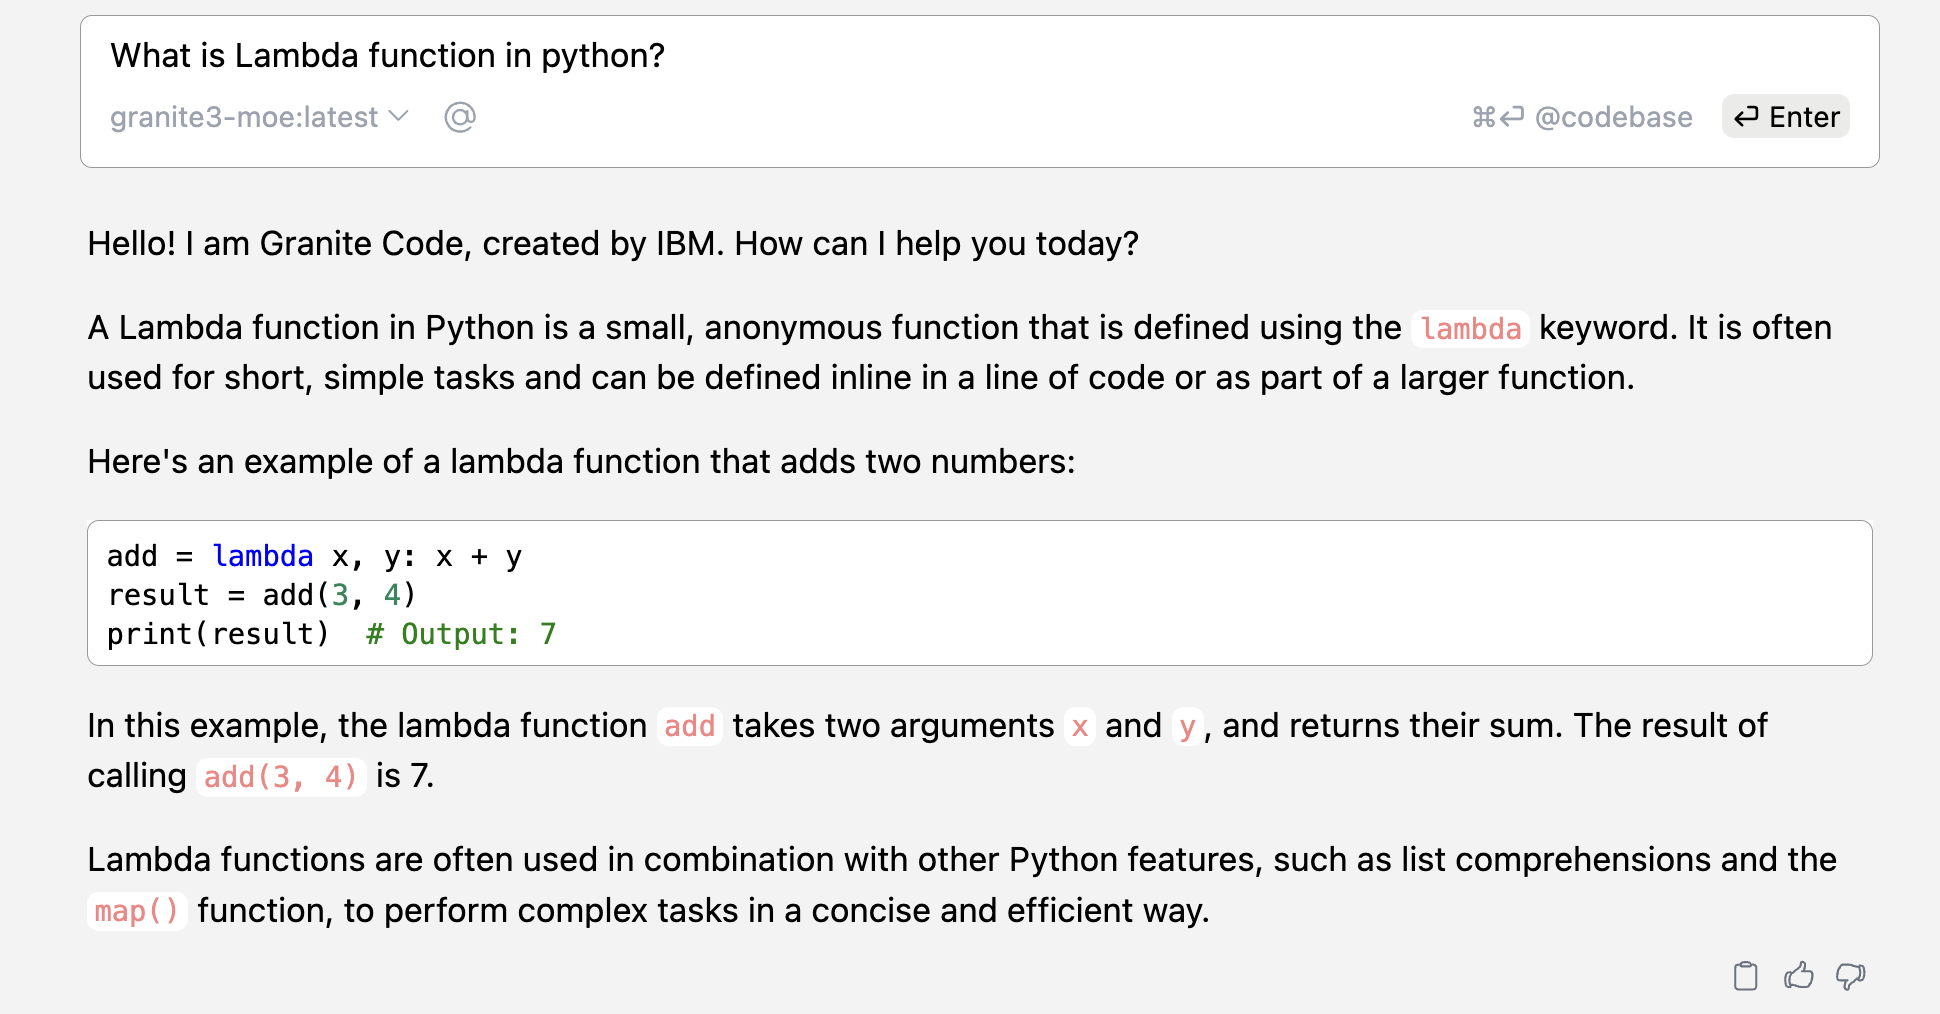 What is Lambda function in python?
granite3-moe:latest @ ⌘⏎ @codebase ⏎ Enter
Hello! I am Granite Code, created by IBM. How can I help you today?
A Lambda function in Python is a small, anonymous function that is defined using the lambda keyword. It is often
used for short, simple tasks and can be defined inline in a line of code or as part of a larger function.
Here's an example of a lambda function that adds two numbers:
add = lambda x, y: x + y
result = add(3, 4)
print(result)  # Output: 7
In this example, the lambda function add takes two arguments x and y, and returns their sum. The result of
calling add(3, 4) is 7.
Lambda functions are often used in combination with other Python features, such as list comprehensions and the
map() function, to perform complex tasks in a concise and efficient way.